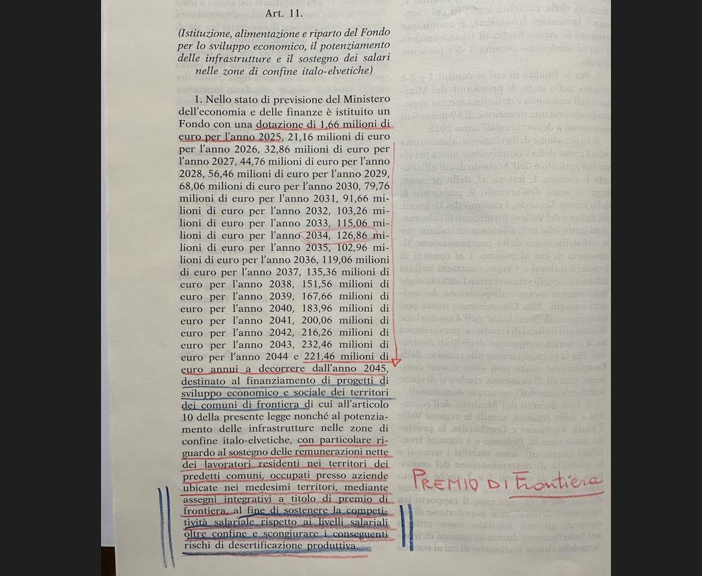 Art. 11.
(Istituzione, alimentazione e riparto del Fondo
per lo sviluppo economico, il potenziamento
delle infrastrutture e il sostegno dei salari
nelle zone di confine italo-elvetiche)
1. Nello stato di previsione del Ministero
dell'economia e delle finanze è istituito un
Fondo con una dotazione di 1,66 milioni di
euro per l'anno 2025, 21,16 milioni di euro
per l'anno 2026, 32,86 milioni di euro per
l'anno 2027, 44,76 milioni di euro per l'anno
2028, 56,46 milioni di euro per l'anno 2029,
68,06 milioni di euro per l'anno 2030, 79,76
milioni di euro per l'anno 2031, 91,66 mi-
lioni di euro per l'anno 2032, 103,26 mi-
lioni di euro per l'anno 2033, 115,06 mi-
lioni di euro per l'anno 2034, 126,86 mi-
lioni di euro per l'anno 2035, 102,96 mi-
lioni di euro per l'anno 2036, 119,06 milioni
di euro per l'anno 2037, 135,36 milioni di
euro per l'anno 2038, 151,56 milioni di
euro per l'anno 2039, 167,66 milioni di
euro per l'anno 2040, 183,96 milioni di
euro per l'anno 2041, 200,06 milioni di
euro per l'anno 2042, 216,26 milioni di
euro per l'anno 2043, 232,46 milioni di
euro per l'anno 2044 e 221,46 milioni di
euro annui a decorrere dall'anno 2045,
destinato al finanziamento di progetti di
sviluppo economico e sociale dei territori
dei comuni di frontiera di cui all'articolo
10 della presente legge nonché al potenzia-
mento delle infrastrutture nelle zone di
confine italo-elvetiche, con particolare ri-
guardo al sostegno delle remunerazioni nette
dei lavoratori residenti nei territori dei
predetti comuni, occupati presso aziende
ubicate nei medesimi territori, mediante
assegni integrativi a titolo di premio di
frontiera, al fine di sostenere la competi-
tività salariale rispetto ai livelli salariali
oltre confine e scongiurare i conseguenti
rischi di desertificazione produttiva.
PREMIO DI Frontiera